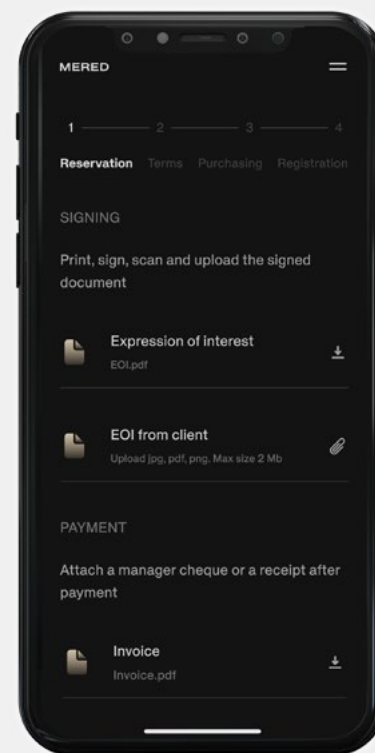 MERED
1 2 3 4
Reservation Terms Purchasing Registration
SIGNING
Print, sign, scan and upload the signed
document
Expression of interest
EOI.pdf
EOI from client
Upload jpg, pdf, png. Max size 2 Mb
PAYMENT
Attach a manager cheque or a receipt after
payment
Invoice
Invoice.pdf